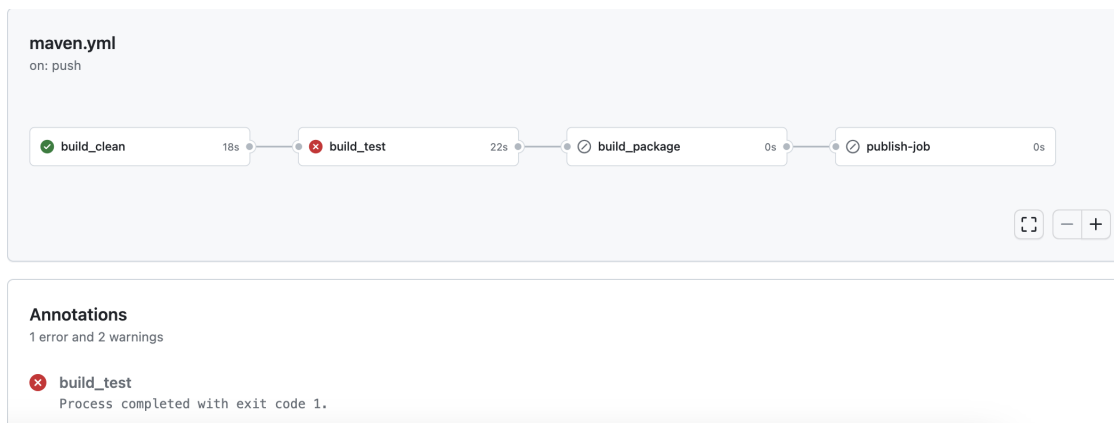 maven.yml
on: push
build_clean 18s
build_test 22s
build_package 0s
publish-job 0s
Annotations
1 error and 2 warnings
build_test
Process completed with exit code 1.